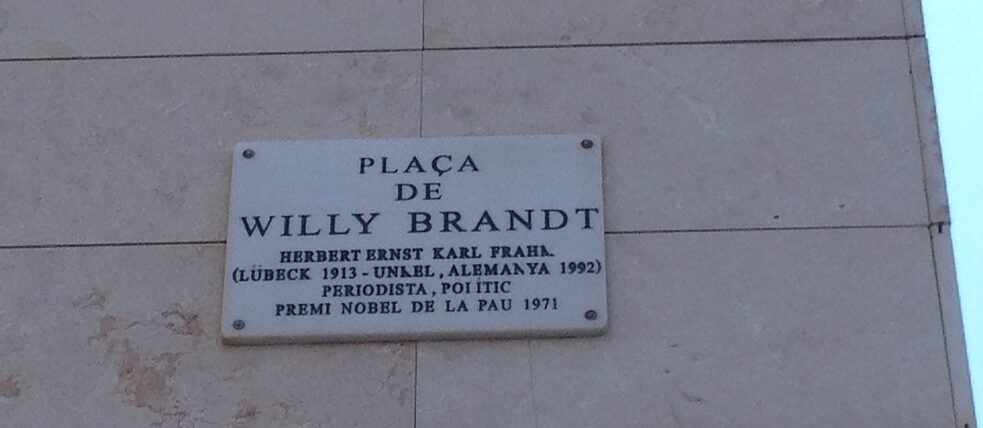 PLAÇA
DE
WILLY BRANDT
HERBERT ERNST KARL FRAHM
(LÜBECK 1913 - UNKEL, ALEMANYA 1992)
PERIODISTA, POLÍTIC
PREMI NOBEL DE LA PAU 1971